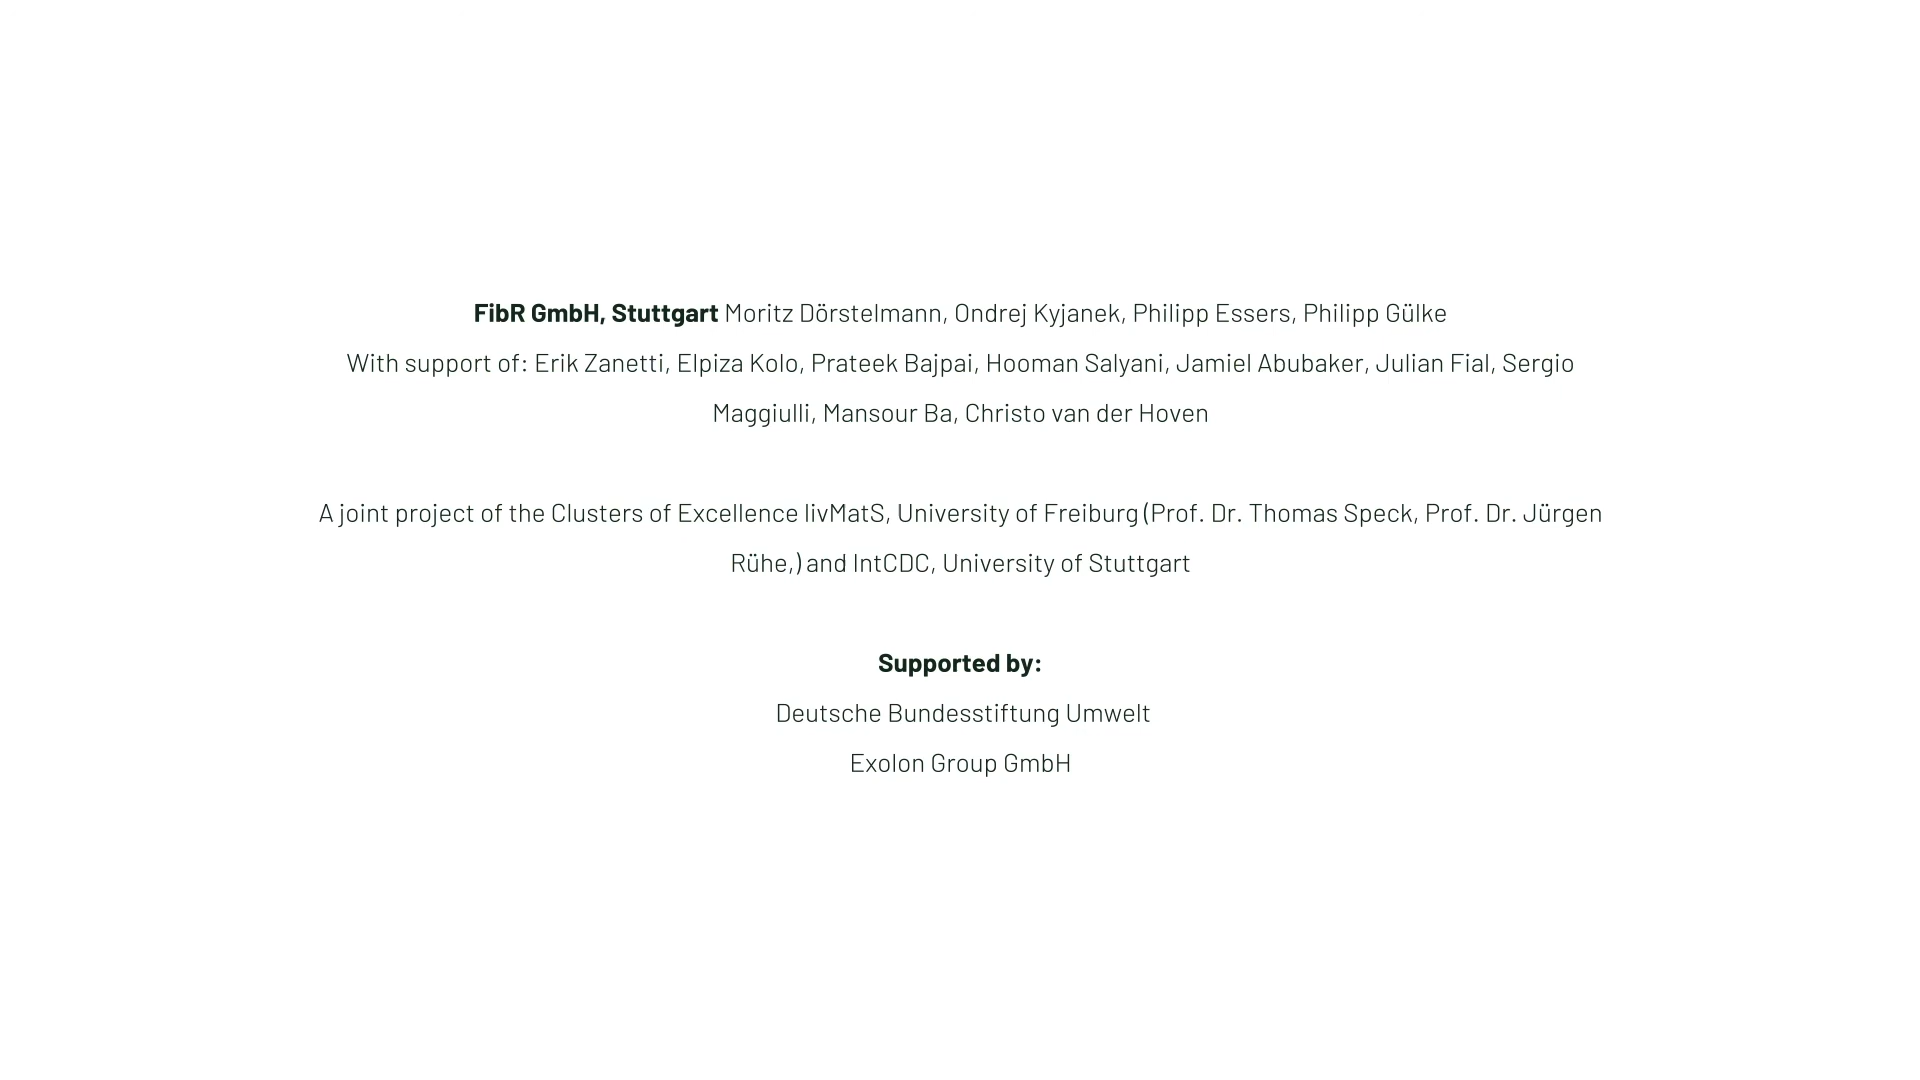 FibR GmbH, Stuttgart Moritz Dörstelmann, Ondrej Kyjanek, Philipp Essers, Philipp Gülke
With support of: Erik Zanetti, Elpiza Kolo, Prateek Bajpai, Hooman Salyani, Jamiel Abubaker, Julian Fial, Sergio
Maggiulli, Mansour Ba, Christo van der Hoven
A joint project of the Clusters of Excellence livMatS, University of Freiburg (Prof. Dr. Thomas Speck, Prof. Dr. Jürgen
Rühe,) and IntCDC, University of Stuttgart
Supported by:
Deutsche Bundesstiftung Umwelt
Exolon Group GmbH